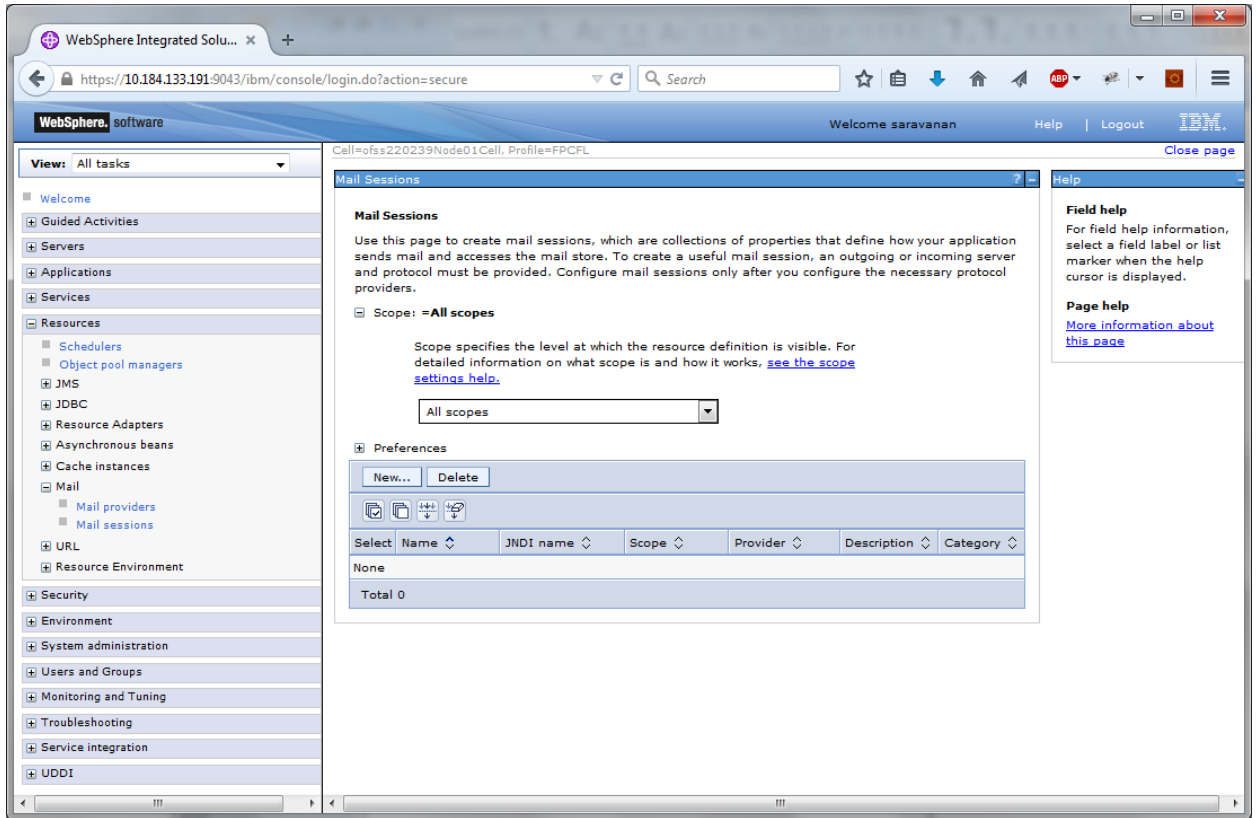 WebSphere Integrated Solu...
https://10.184.133.191:9043/ibm/console/login.do?action=secure
Search
ABP
WebSphere. software
Welcome saravanan
Help | Logout
IBM.
View: All tasks
Welcome
Guided Activities
Servers
Applications
Services
Resources
Schedulers
Object pool managers
JMS
JDBC
Resource Adapters
Asynchronous beans
Cache instances
Mail
Mail providers
Mail sessions
URL
Resource Environment
Security
Environment
System administration
Users and Groups
Monitoring and Tuning
Troubleshooting
Service integration
UDDI
Cell=ofss220239Node01Cell, Profile=FPCFL
Close page
Mail Sessions
?
Mail Sessions
Use this page to create mail sessions, which are collections of properties that define how your application
sends mail and accesses the mail store. To create a useful mail session, an outgoing or incoming server
and protocol must be provided. Configure mail sessions only after you configure the necessary protocol
providers.
Scope: =All scopes
Scope specifies the level at which the resource definition is visible. For
detailed information on what scope is and how it works, see the scope
settings help.
All scopes
Preferences
New... Delete
Select Name JNDI name Scope Provider Description Category
None
Total 0
Help
Field help
For field help information,
select a field label or list
marker when the help
cursor is displayed.
Page help
More information about
this page